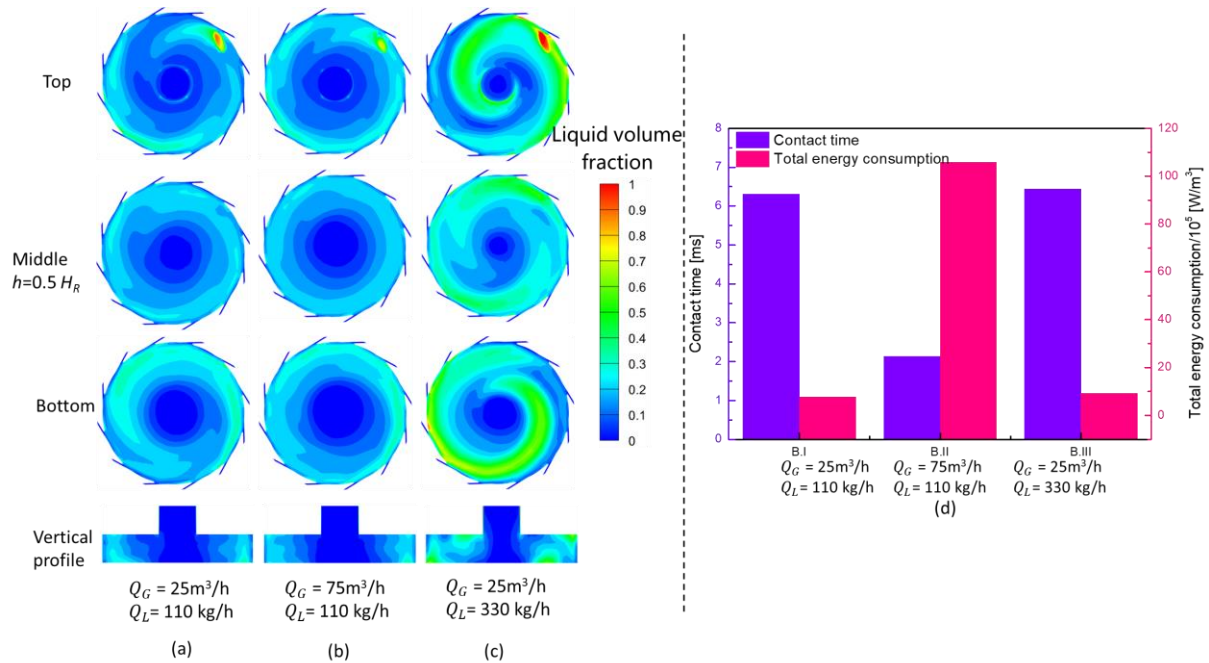 Top
Middle
h=0.5 H_R
Bottom
Vertical
profile
Liquid volume
fraction
1
0.9
0.8
0.7
0.6
0.5
0.4
0.3
0.2
0.1
0
Q_G = 25m³/h
Q_L= 110 kg/h
(a)
Q_G = 75m³/h
Q_L= 110 kg/h
(b)
Q_G = 25m³/h
Q_L= 330 kg/h
(c)
Contact time
Total energy consumption
Contact time [ms]
8
7
6
5
4
3
2
1
0
Total energy consumption/10⁵ [W/m³]
120
100
80
60
40
20
0
B.I
Q_G = 25m³/h
Q_L= 110 kg/h
B.II
Q_G = 75m³/h
Q_L= 110 kg/h
B.III
Q_G = 25m³/h
Q_L= 330 kg/h
(d)